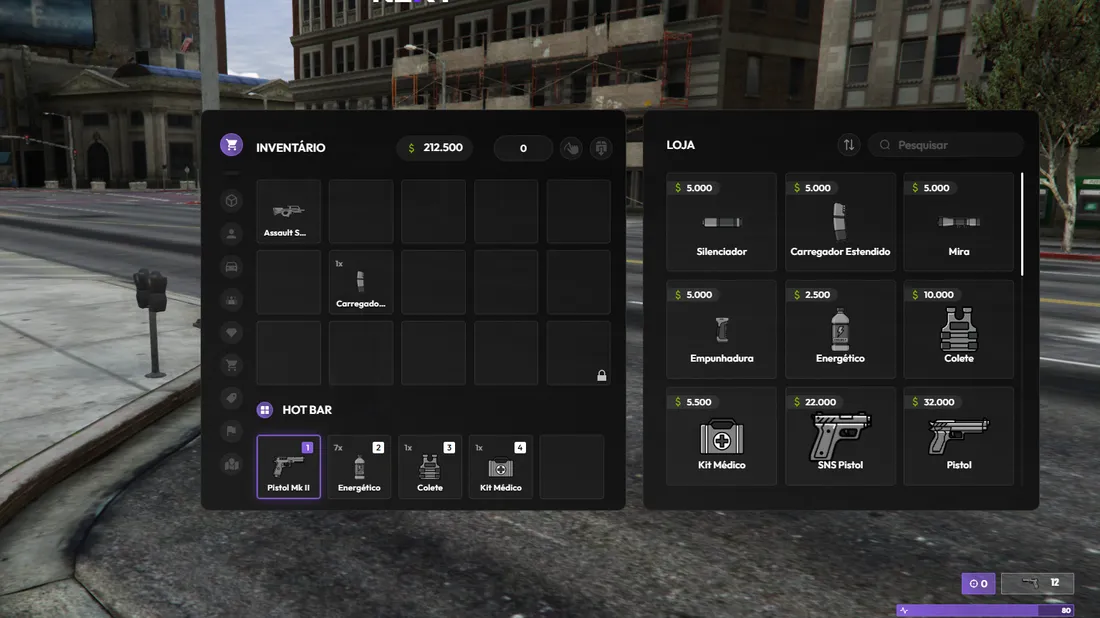 INVENTÁRIO
$ 212.500
0
Assault S...
1x
Carregado...
HOT BAR
1
Pistol Mk II
7x
2
Energético
1x
3
Colete
1x
4
Kit Médico
LOJA
Pesquisar
$ 5.000
Silenciador
$ 5.000
Carregador Estendido
$ 5.000
Mira
$ 5.000
Empunhadura
$ 2.500
Energético
$ 10.000
Colete
$ 5.500
Kit Médico
$ 22.000
SNS Pistol
$ 32.000
Pistol
0
12
80